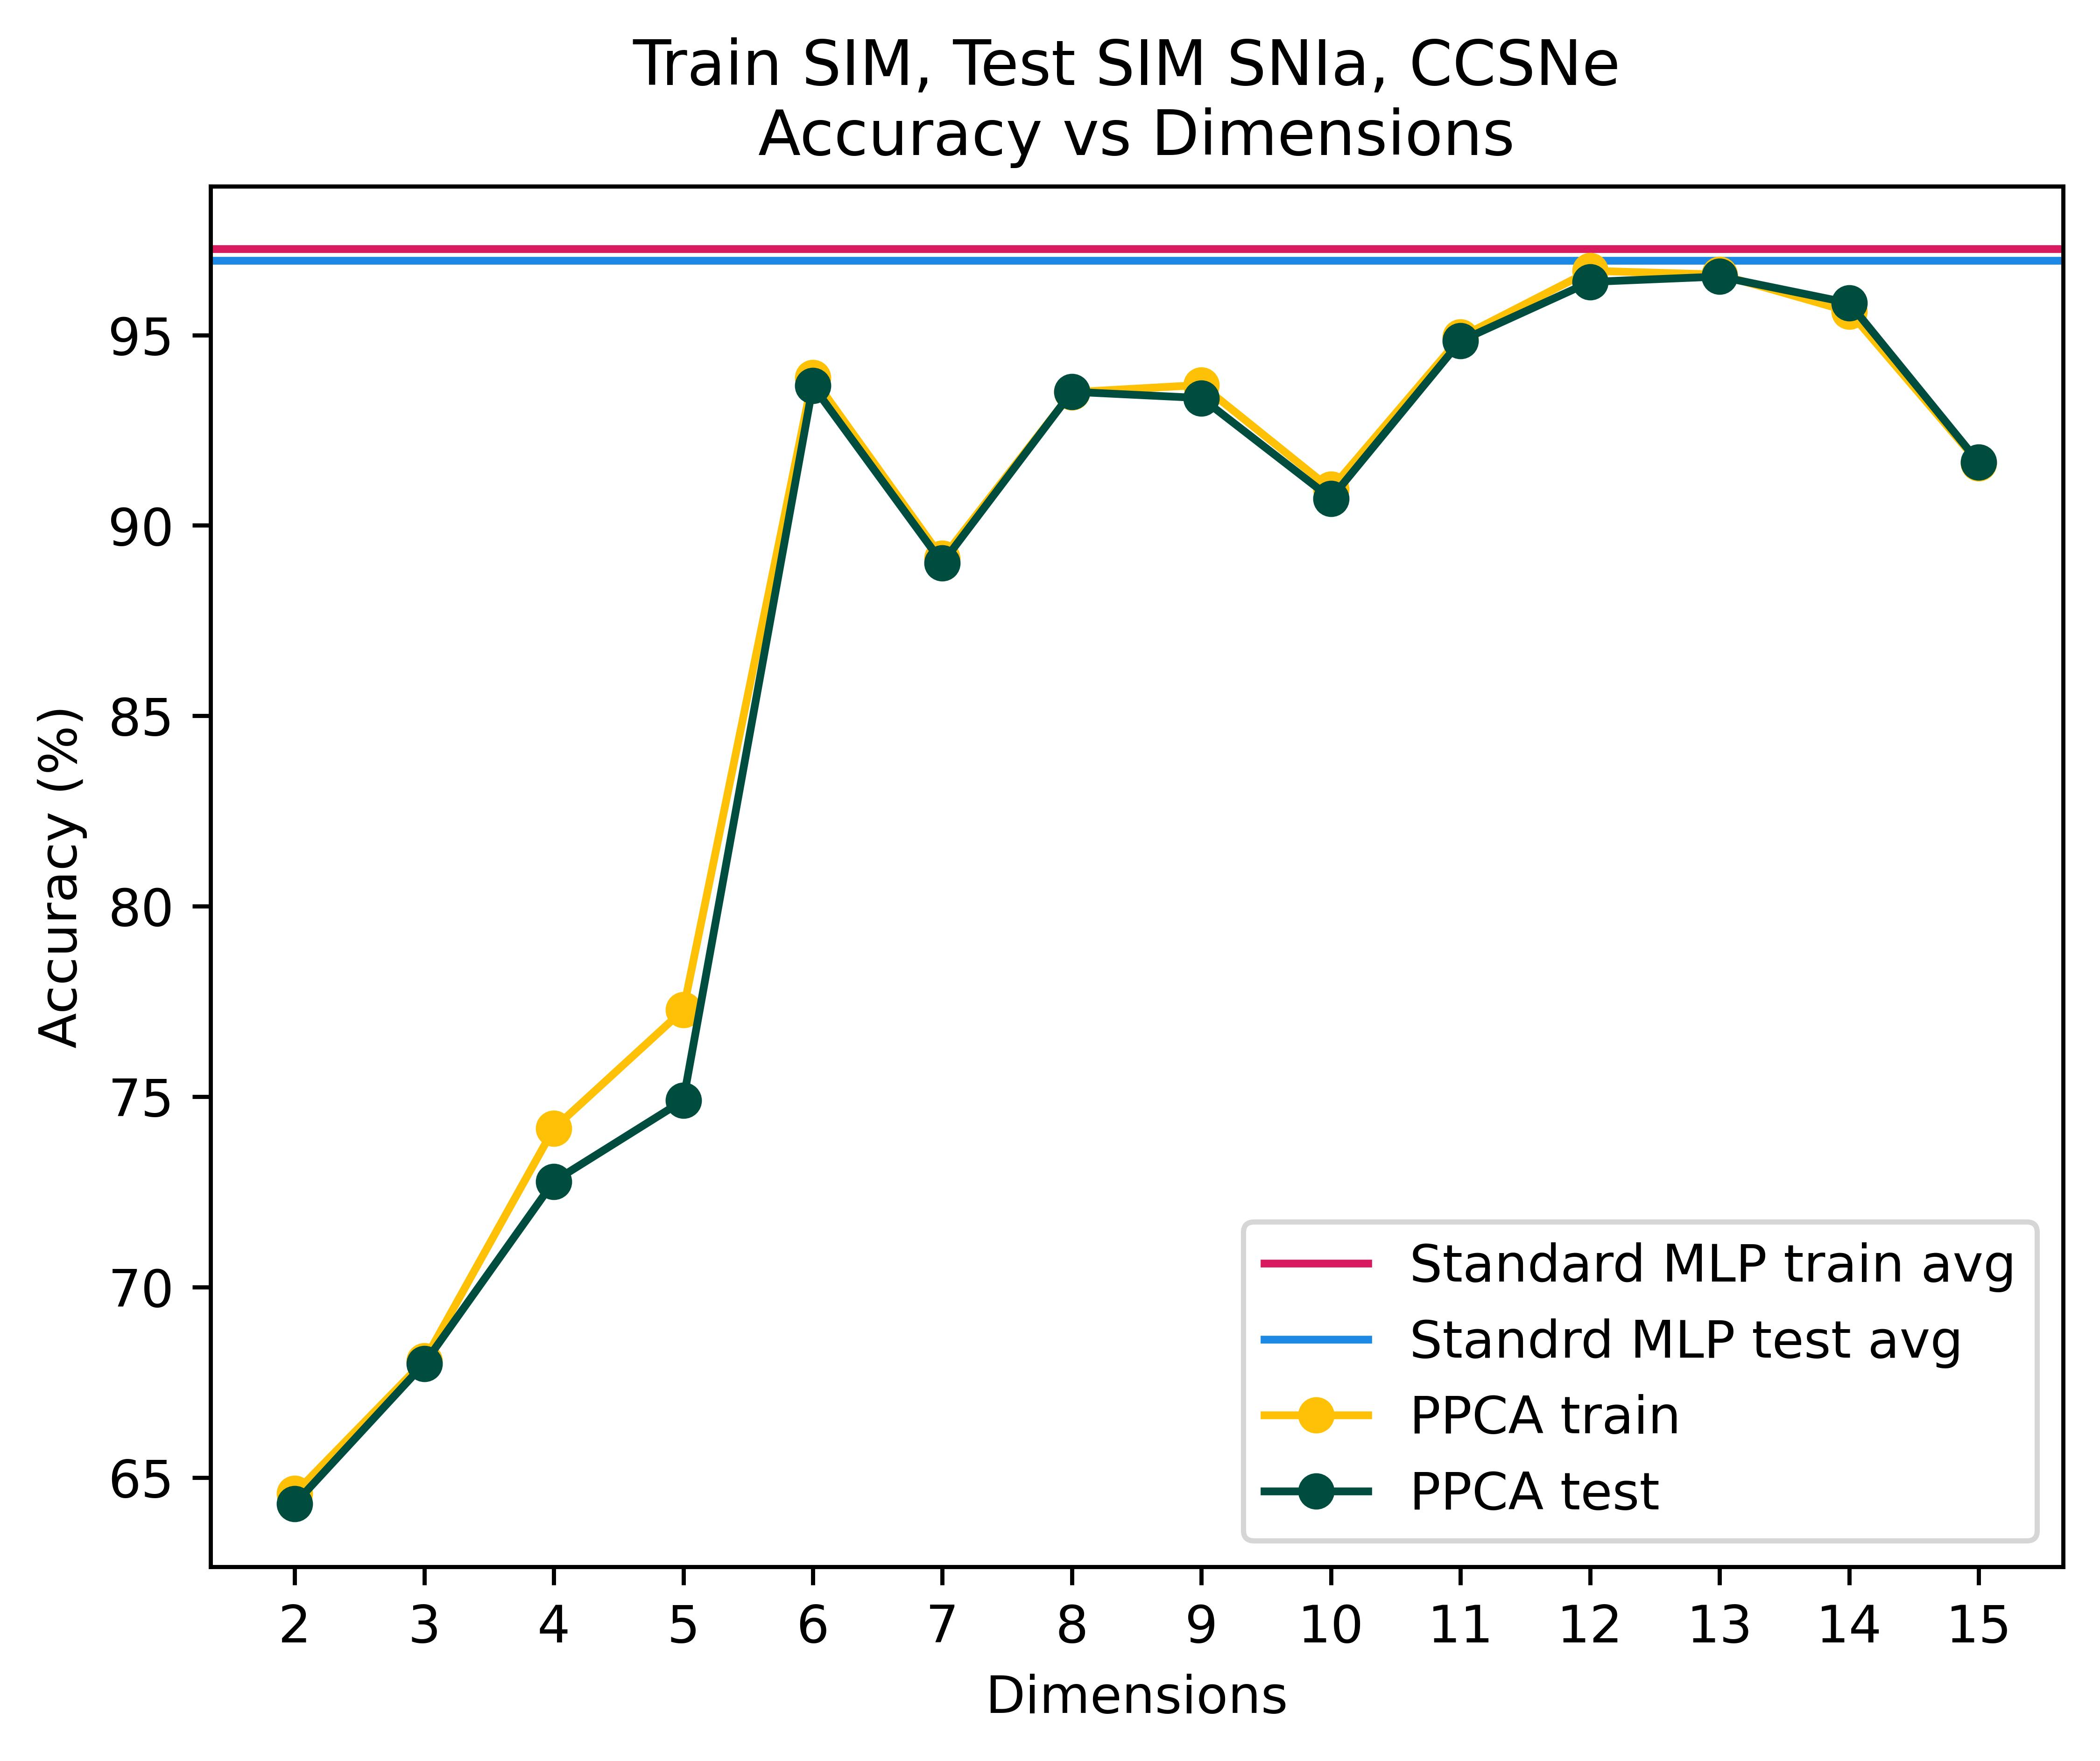 Train SIM, Test SIM SNIa, CCSNe
Accuracy vs Dimensions
Accuracy (%)
95
90
85
80
75
70
65
Standard MLP train avg
Standrd MLP test avg
PPCA train
PPCA test
2 3 4 5 6 7 8 9 10 11 12 13 14 15
Dimensions